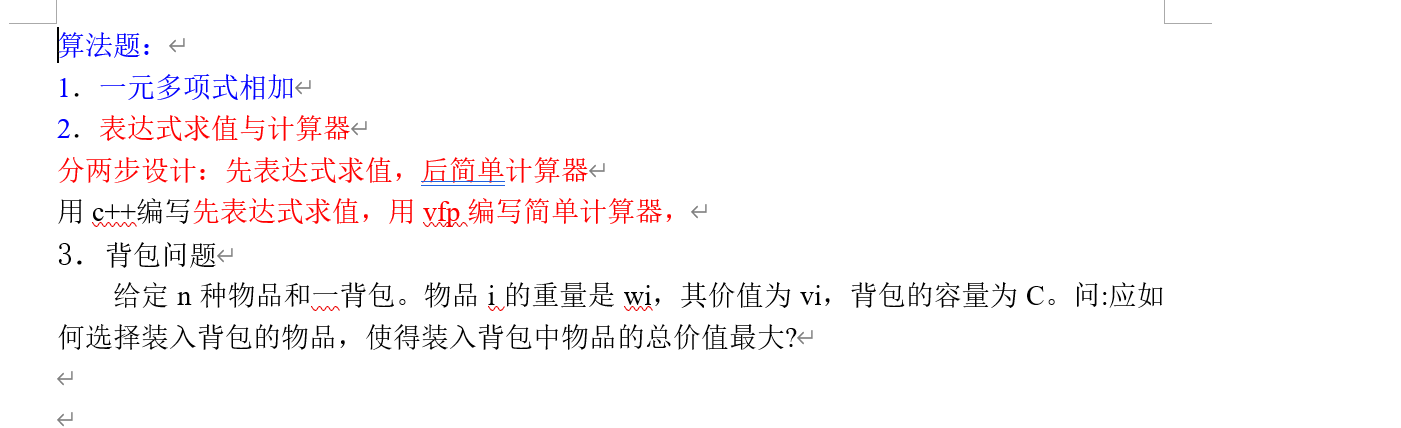 算法题：
1．一元多项式相加
2．表达式求值与计算器
分两步设计：先表达式求值，后简单计算器
用 c++编写先表达式求值，用 vfp 编写简单计算器，
3．背包问题
给定 n 种物品和一背包。物品 i 的重量是 wi，其价值为 vi，背包的容量为 C。问:应如
何选择装入背包的物品，使得装入背包中物品的总价值最大?